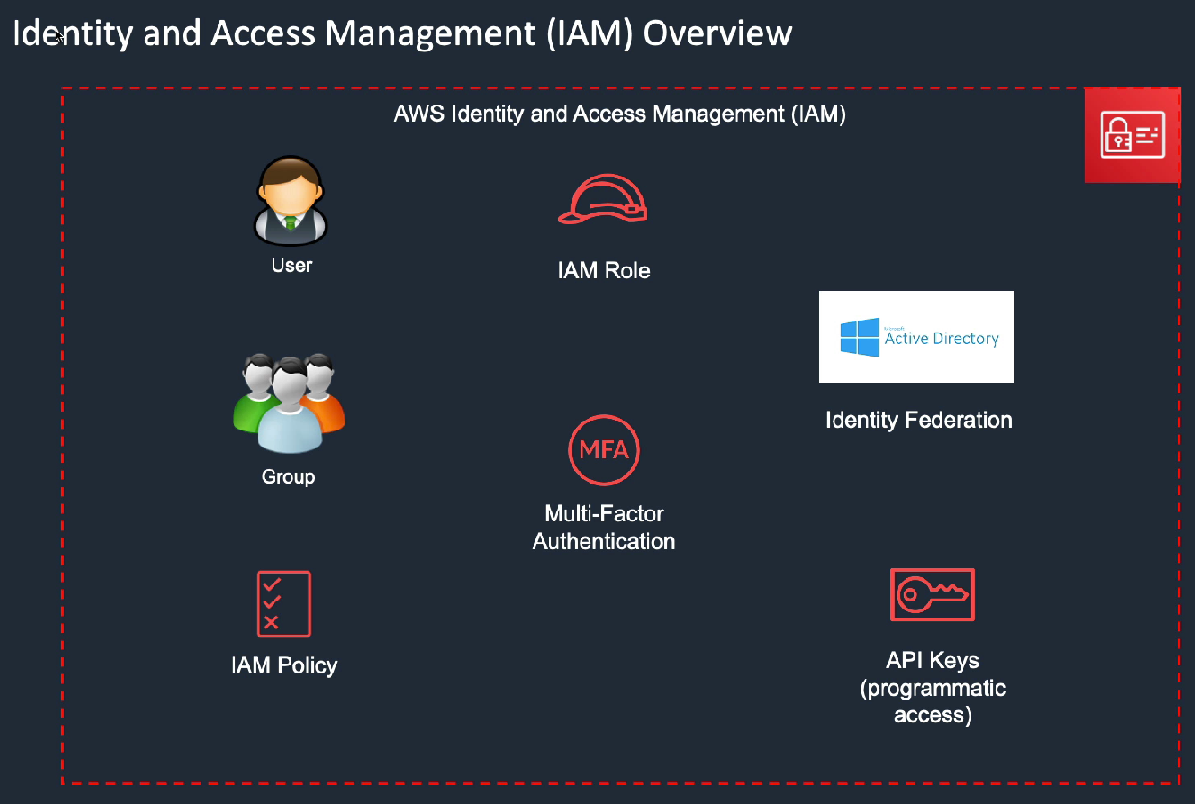 Identity and Access Management (IAM) Overview
AWS Identity and Access Management (IAM)
User
IAM Role
Microsoft
Active Directory
Identity Federation
Group
MFA
Multi-Factor
Authentication
IAM Policy
API Keys
(programmatic
access)